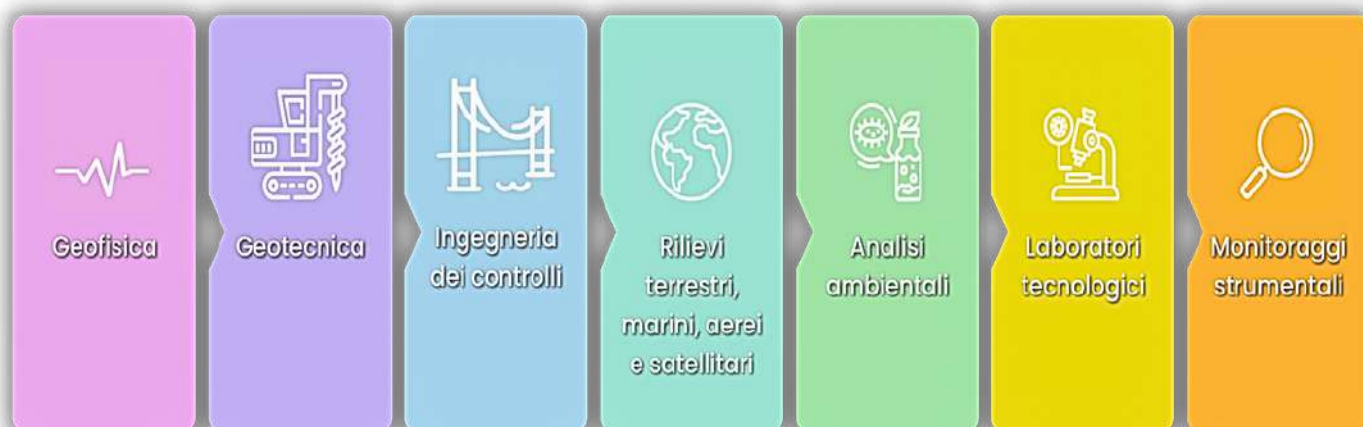 Geofisica
Geotecnica
Ingegneria
dei controlli
Rilievi
terrestri,
marini, aerei
e satellitari
Analisi
ambientali
Laboratori
tecnologici
Monitoraggi
strumentali